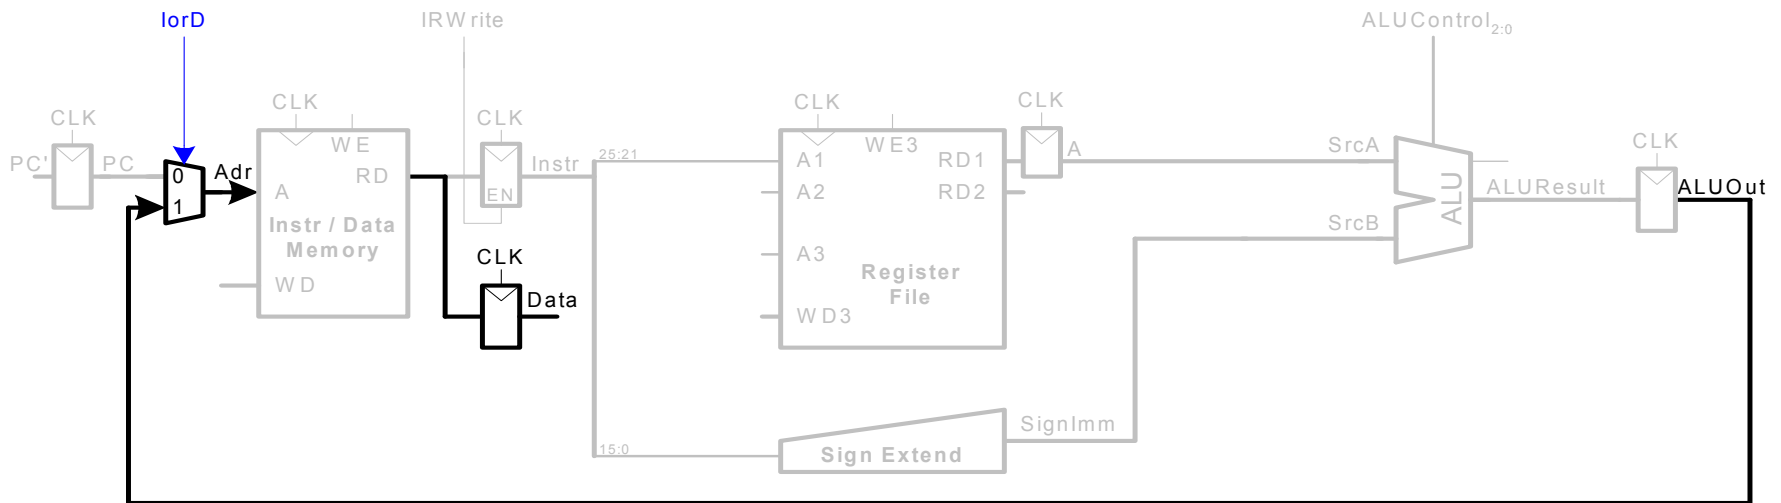 IorD
IRWrite
ALUControl2:0
CLK
PC'
PC
0
1
Adr
CLK
WE
A
RD
Instr / Data
Memory
WD
CLK
EN
Instr
CLK
Data
25:21
15:0
CLK
WE3
A1
RD1
A2
RD2
A3
Register
File
WD3
CLK
A
SignImm
Sign Extend
SrcA
SrcB
ALU
ALUResult
CLK
ALUOut